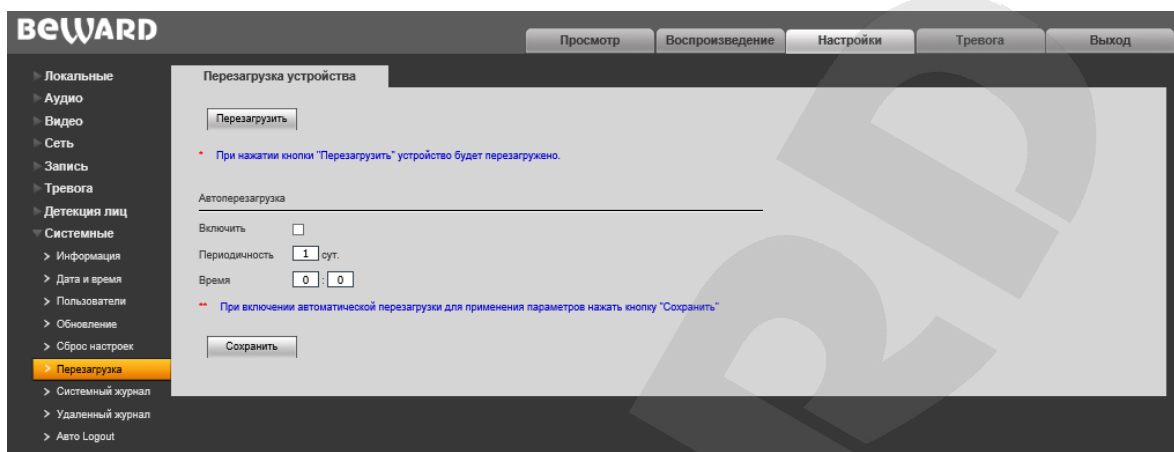 BEWARD
Просмотр
Воспроизведение
Настройки
Тревога
Выход
Локальные
Аудио
Видео
Сеть
Запись
Тревога
Детекция лиц
Системные
Информация
Дата и время
Пользователи
Обновление
Сброс настроек
Перезагрузка
Системный журнал
Удаленный журнал
Авто Logout
Перезагрузка устройства
Перезагрузить
* При нажатии кнопки "Перезагрузить" устройство будет перезагружено.
Автоперезагрузка
Включить
Периодичность 1 сут.
Время 0 : 0
** При включении автоматической перезагрузки для применения параметров нажать кнопку "Сохранить"
Сохранить